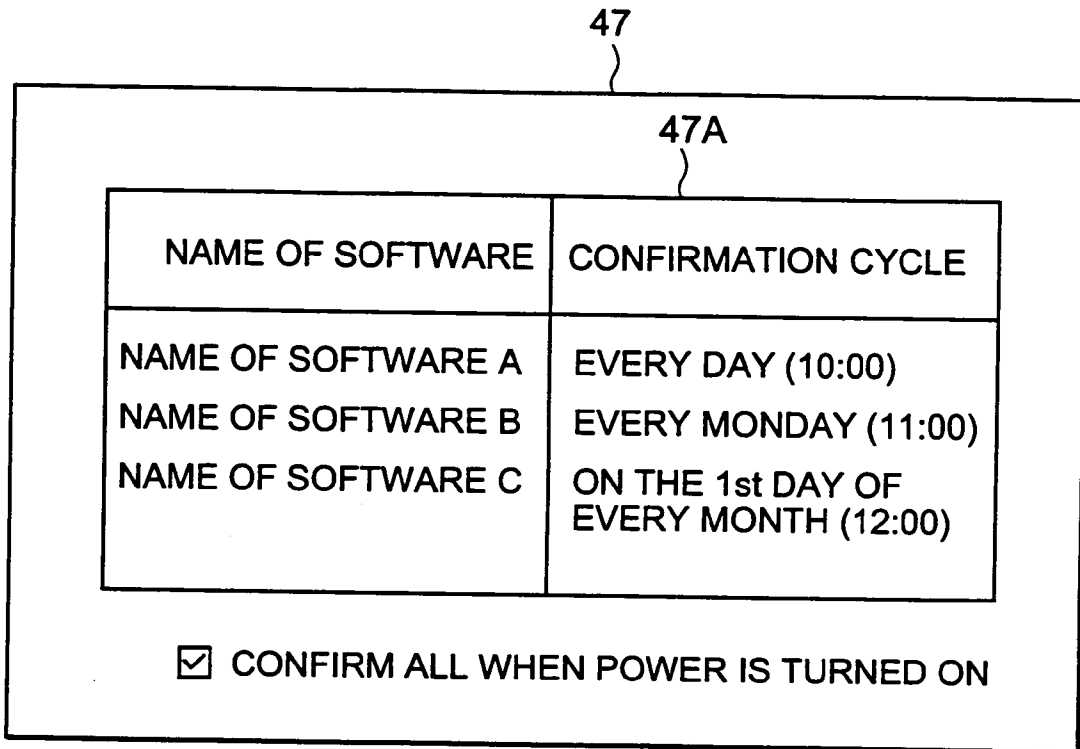 47
47A
NAME OF SOFTWARE
CONFIRMATION CYCLE
NAME OF SOFTWARE A
EVERY DAY (10:00)
NAME OF SOFTWARE B
EVERY MONDAY (11:00)
NAME OF SOFTWARE C
ON THE 1st DAY OF
EVERY MONTH (12:00)
CONFIRM ALL WHEN POWER IS TURNED ON